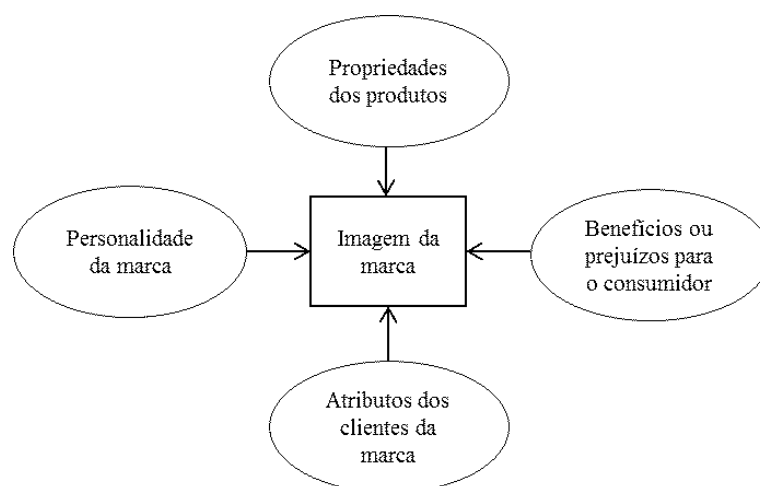 Propriedades
dos produtos
Personalidade
da marca
Imagem da
marca
Benefícios ou
prejuízos para
o consumidor
Atributos dos
clientes da
marca